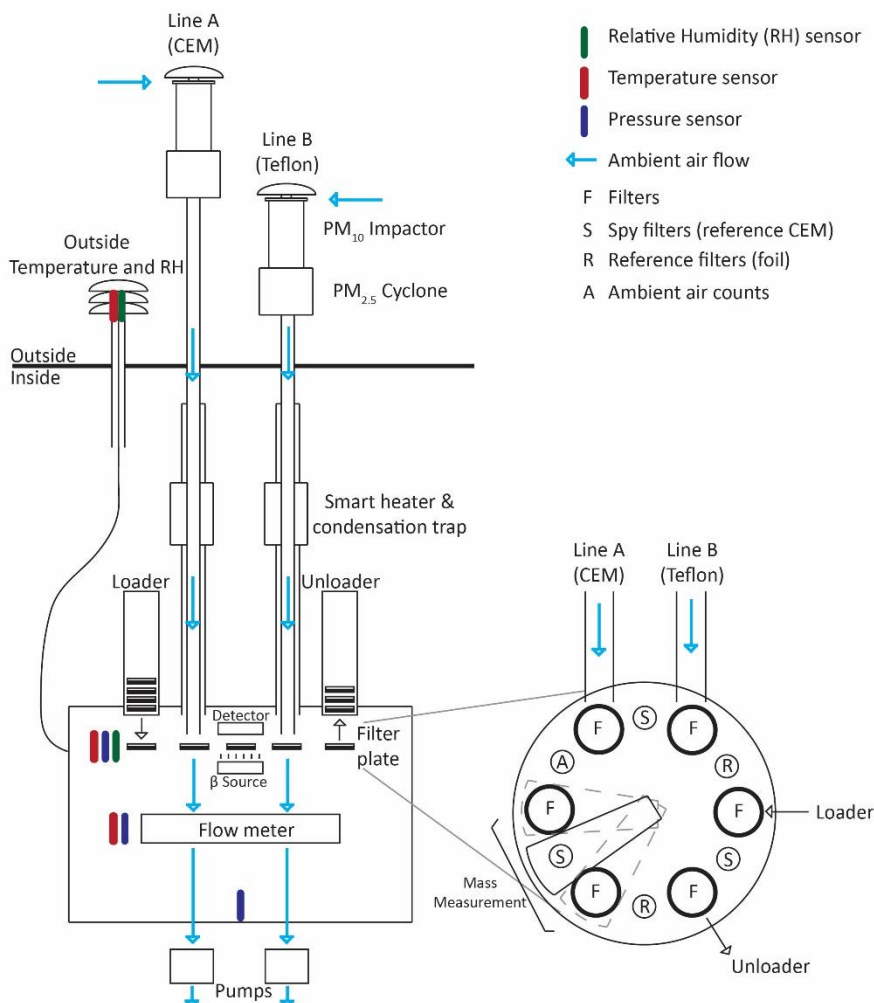 Line A
(CEM)
Line B
(Teflon)
PM10 Impactor
PM2.5 Cyclone
Outside
Temperature and RH
Outside
Inside
Relative Humidity (RH) sensor
Temperature sensor
Pressure sensor
Ambient air flow
F Filters
S Spy filters (reference CEM)
R Reference filters (foil)
A Ambient air counts
Smart heater &
condensation trap
Loader
Unloader
Detector
β Source
Filter
plate
Flow meter
Pumps
Line A
(CEM)
Line B
(Teflon)
F
S
F
A
R
F
F
S
S
F
R
F
Loader
Unloader
Mass
Measurement